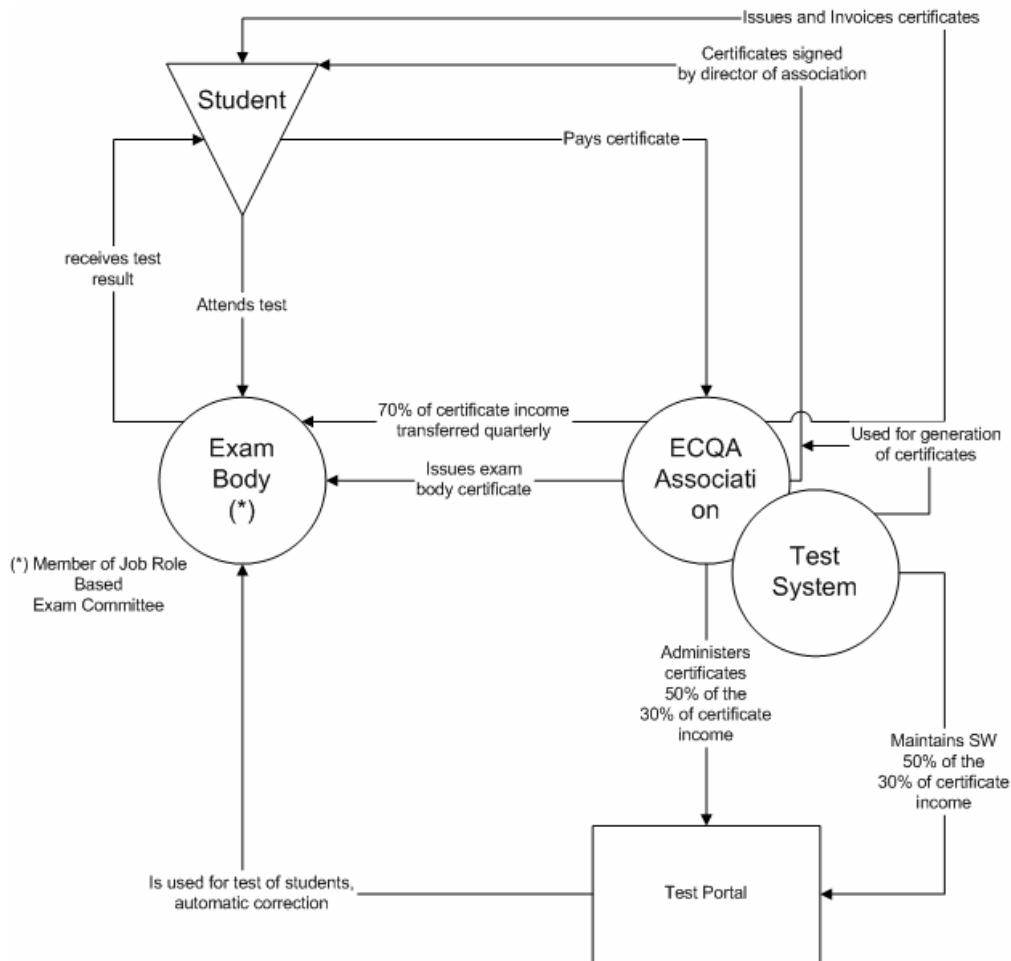 Issues and Invoices certificates
Certificates signed
by director of association
Student
Pays certificate
receives test
result
Attends test
70% of certificate income
transferred quarterly
Used for generation
of certificates
Exam
Body
(*)
Issues exam
body certificate
ECQA
Associati
on
(*) Member of Job Role
Based
Exam Committee
Test
System
Administers
certificates
50% of the
30% of certificate
income
Maintains SW
50% of the
30% of certificate
income
Is used for test of students,
automatic correction
Test Portal